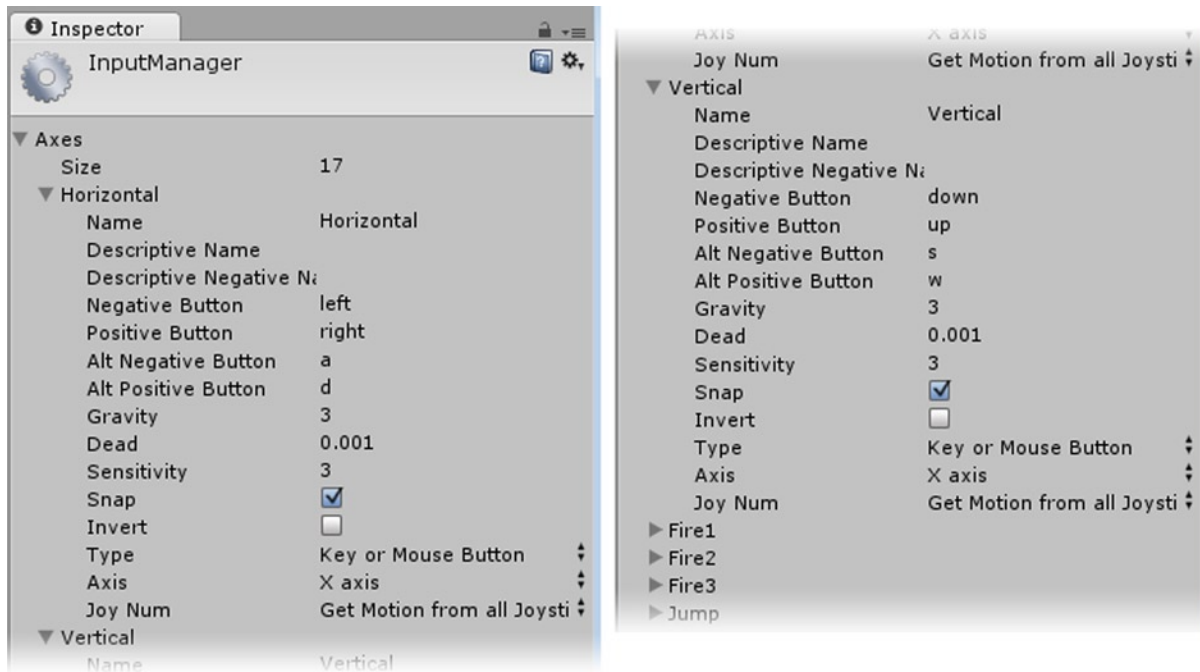 Inspector
InputManager
Axes
Size 17
Horizontal
Name Horizontal
Descriptive Name
Descriptive Negative Na
Negative Button left
Positive Button right
Alt Negative Button a
Alt Positive Button d
Gravity 3
Dead 0.001
Sensitivity 3
Snap
Invert
Type Key or Mouse Button
Axis X axis
Joy Num Get Motion from all Joysti
Vertical
Name Vertical
Axis X axis
Joy Num Get Motion from all Joysti
Vertical
Name Vertical
Descriptive Name
Descriptive Negative Na
Negative Button down
Positive Button up
Alt Negative Button s
Alt Positive Button w
Gravity 3
Dead 0.001
Sensitivity 3
Snap
Invert
Type Key or Mouse Button
Axis X axis
Joy Num Get Motion from all Joysti
Fire1
Fire2
Fire3
Jump